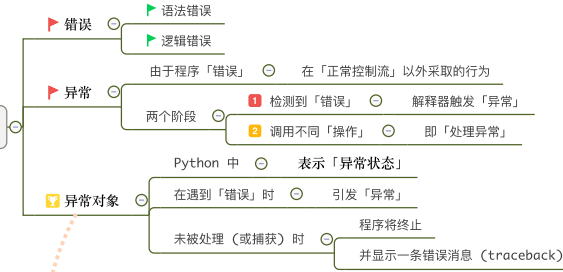 错误
语法错误
逻辑错误
异常
由于程序「错误」
在「正常控制流」以外采取的行为
两个阶段
1 检测到「错误」
解释器触发「异常」
2 调用不同「操作」
即「处理异常」
异常对象
Python 中
表示「异常状态」
在遇到「错误」时
引发「异常」
未被处理 (或捕获) 时
程序将终止
并显示一条错误消息 (traceback)